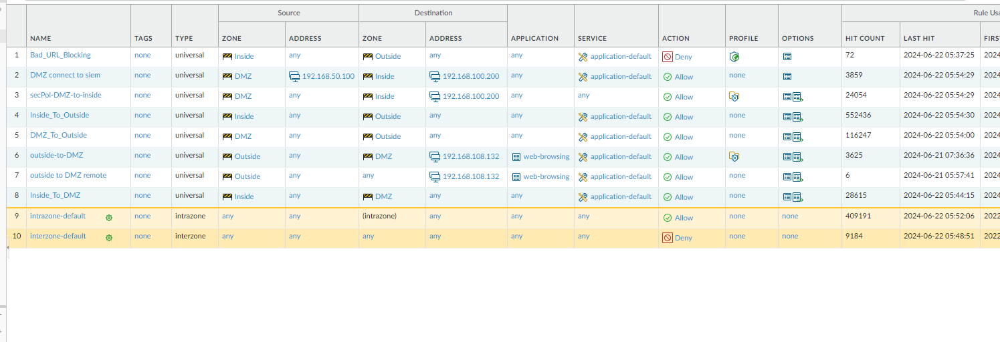 Source Destination Rule Usa
NAME TAGS TYPE ZONE ADDRESS ZONE ADDRESS APPLICATION SERVICE ACTION PROFILE OPTIONS HIT COUNT LAST HIT FIRS
1 Bad_URL_Blocking none universal Inside any Outside any any application-default Deny 72 2024-06-22 05:37:25 2024
2 DMZ connect to siem none universal DMZ 192.168.50.100 Inside 192.168.100.200 any application-default Allow none 3859 2024-06-22 05:54:29 2024
3 secPol-DMZ-to-inside none universal DMZ any Inside 192.168.100.200 any any Allow 24054 2024-06-22 05:54:29 2024
4 Inside_To_Outside none universal Inside any Outside any any application-default Allow none 552436 2024-06-22 05:54:30 2024
5 DMZ_To_Outside none universal DMZ any Outside any any application-default Allow none 116247 2024-06-22 05:54:00 2024
6 outside-to-DMZ none universal Outside any DMZ 192.168.108.132 web-browsing application-default Allow 3625 2024-06-21 07:36:36 2024
7 outside to DMZ remote none universal Outside any any 192.168.108.132 web-browsing application-default Allow none 6 2024-06-21 05:57:41 2024
8 Inside_To_DMZ none universal Inside any DMZ any any application-default Allow none 28615 2024-06-22 05:44:15 2024
9 intrazone-default none intrazone any any (intrazone) any any any Allow none none 409191 2024-06-22 05:52:06 2022
10 interzone-default none interzone any any any any any any Deny none none 9184 2024-06-22 05:48:51 2022